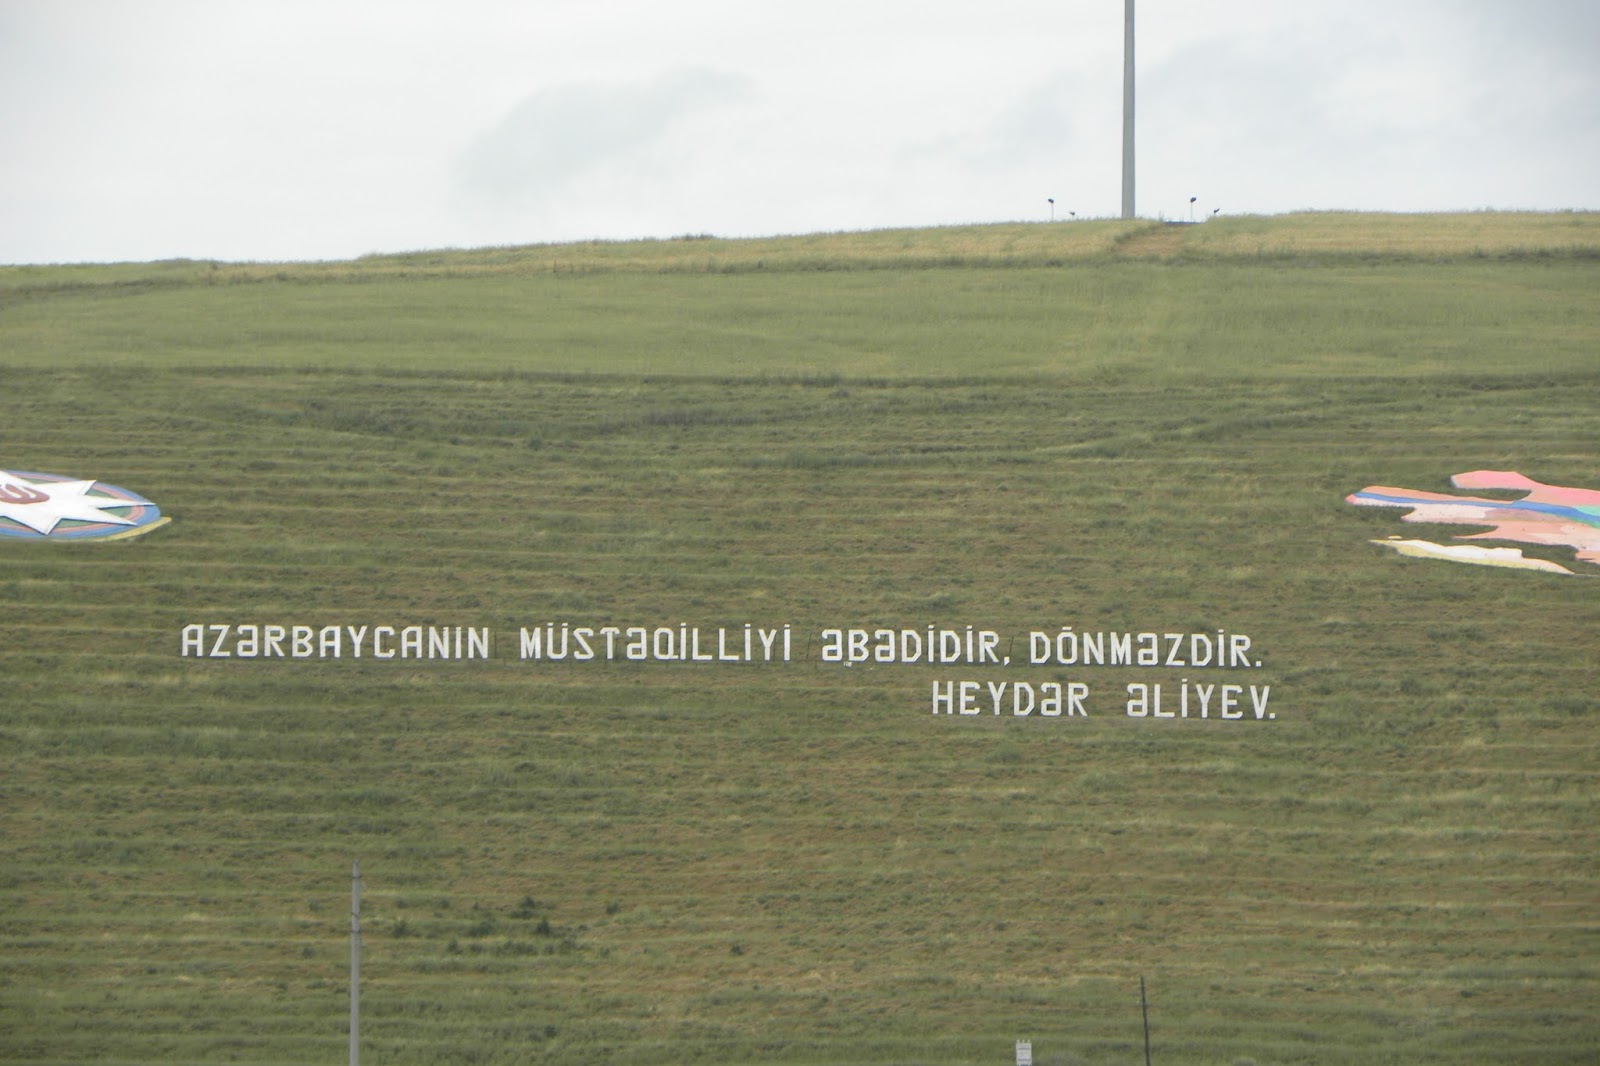 AZƏRBAYCANIN MÜSTƏQİLLİYİ ƏBƏDİDİR, DÖNMƏZDİR.
HEYDƏR ƏLİYEV.